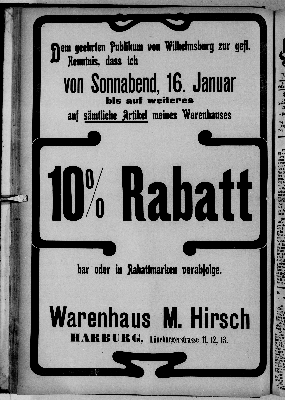 Dem geehrten Publikum von Wilhelmsburg zur gefl.
Kenntnis, dass ich
von Sonnabend, 16. Januar
bis auf weiteres
auf sämtliche Artikel meines Warenhauses
10% Rabatt
bar oder in Rabattmarken verabfolge.
Warenhaus M. Hirsch
HARBURG, Lüneburgerstrasse 11, 12, 13.